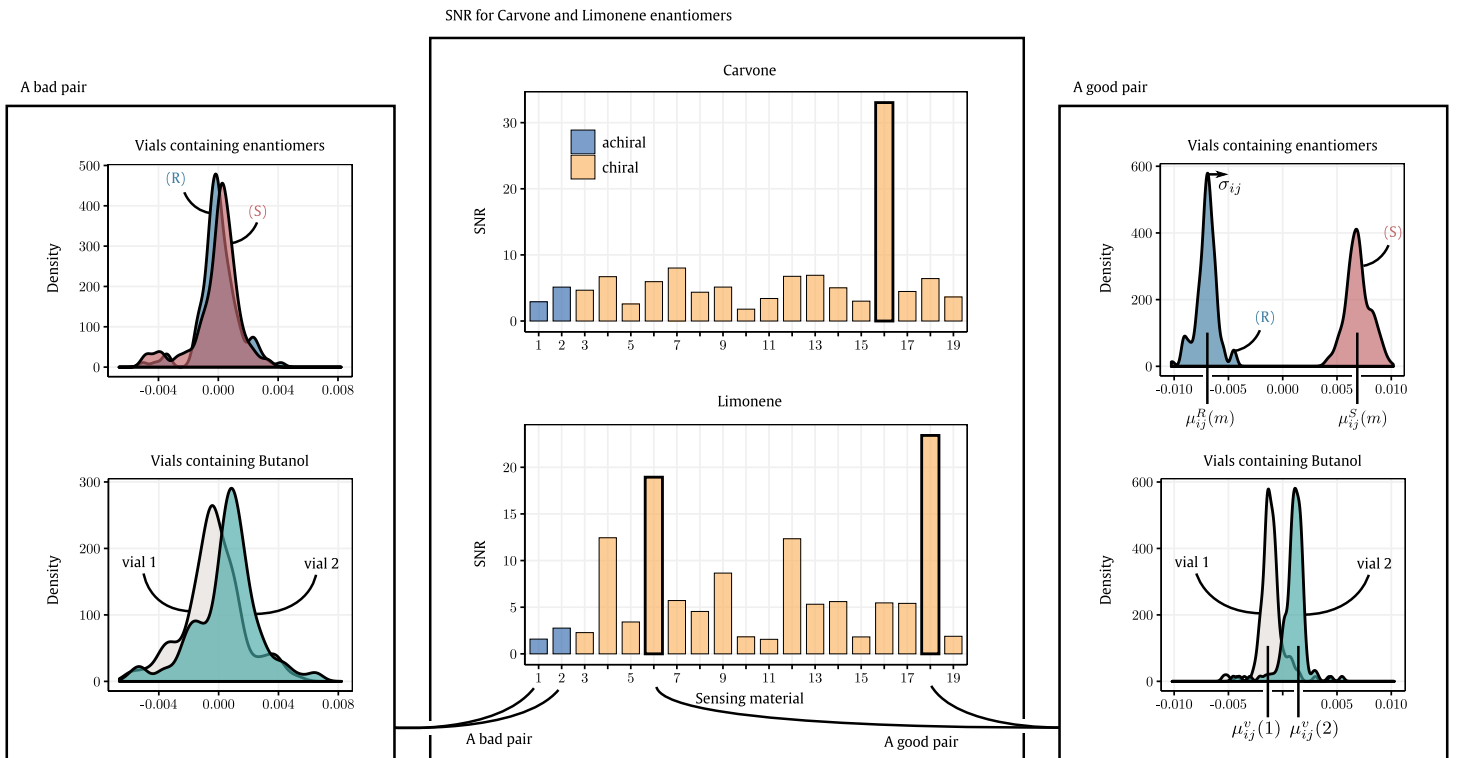 SNR for Carvone and Limonene enantiomers
A bad pair
Vials containing enantiomers
Density
500
400
300
200
100
0
(R)
(S)
-0.004 0.000 0.004 0.008
Vials containing Butanol
Density
300
200
100
0
vial 1
vial 2
-0.004 0.000 0.004 0.008
Carvone
SNR
30
20
10
0
achiral
chiral
1 2 3 5 7 9 11 13 15 17 19
Limonene
SNR
20
15
10
5
0
1 2 3 5 7 9 11 13 15 17 19
Sensing material
A bad pair
A good pair
A good pair
Vials containing enantiomers
Density
600
400
200
0
σij
(S)
(R)
-0.010 -0.005 0.000 0.005 0.010
μ^R_ij(m) μ^S_ij(m)
Vials containing Butanol
Density
600
400
200
0
vial 1
vial 2
-0.010 -0.005 0.005 0.010
μ^v_ij(1) μ^v_ij(2)